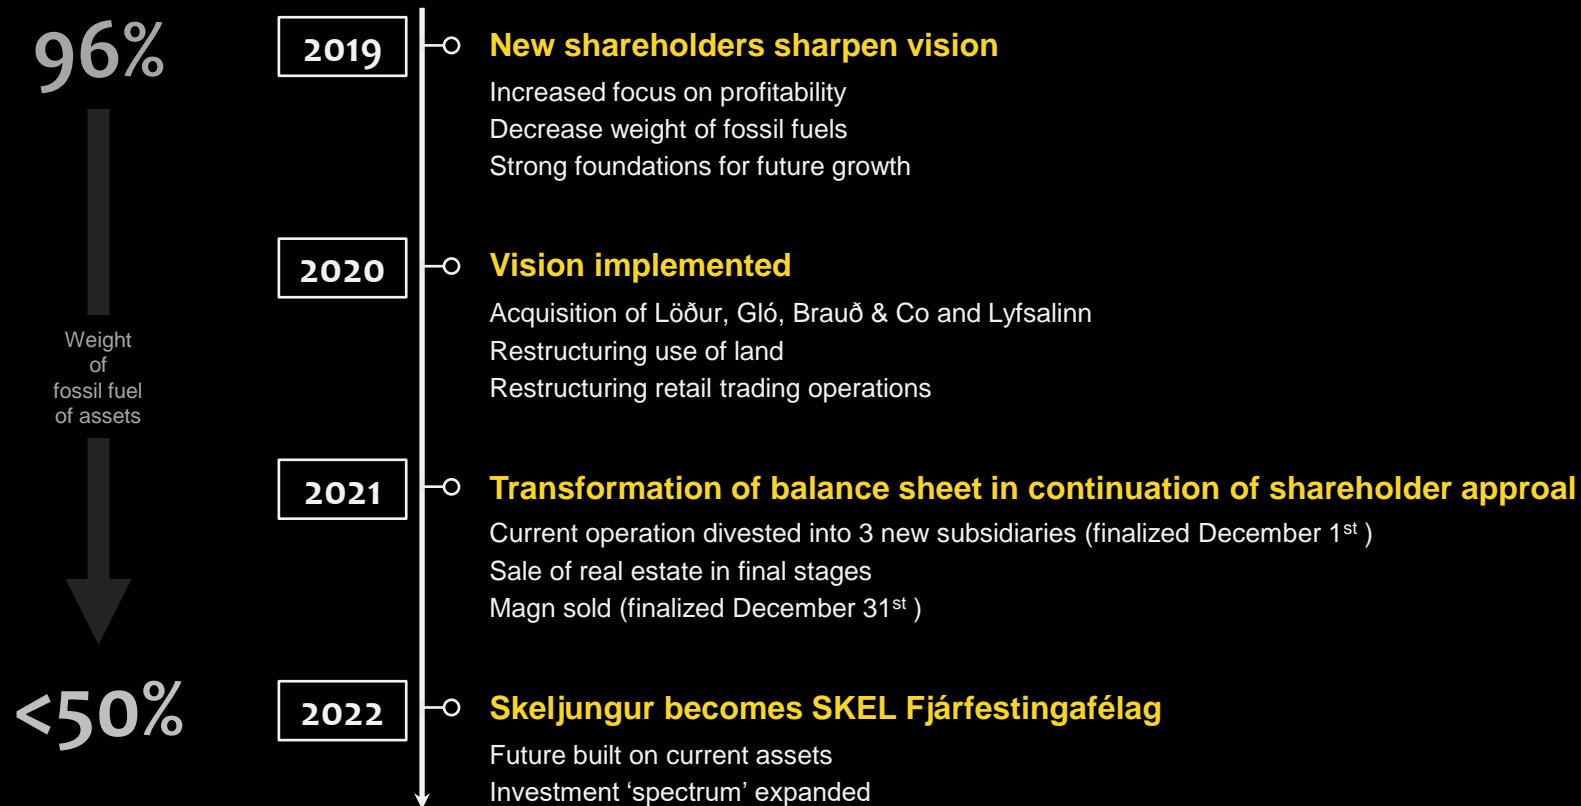 96%
Weight
of
fossil fuel
of assets
<50%
2019
New shareholders sharpen vision
Increased focus on profitability
Decrease weight of fossil fuels
Strong foundations for future growth
2020
Vision implemented
Acquisition of Löður, Gló, Brauð & Co and Lyfsalinn
Restructuring use of land
Restructuring retail trading operations
2021
Transformation of balance sheet in continuation of shareholder approal
Current operation divested into 3 new subsidiaries (finalized December 1st )
Sale of real estate in final stages
Magn sold (finalized December 31st )
2022
Skeljungur becomes SKEL Fjárfestingafélag
Future built on current assets
Investment ‘spectrum’ expanded